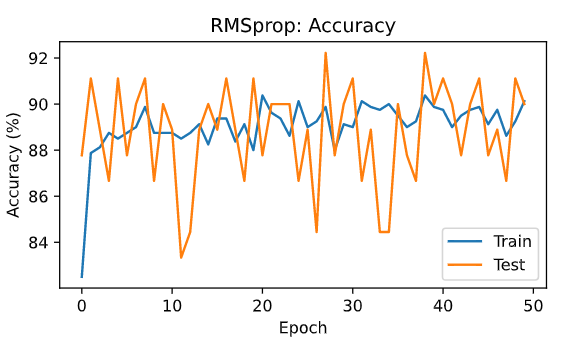 RMSprop: Accuracy
Accuracy (%)
92
90
88
86
84
0 10 20 30 40 50
Epoch
Train
Test